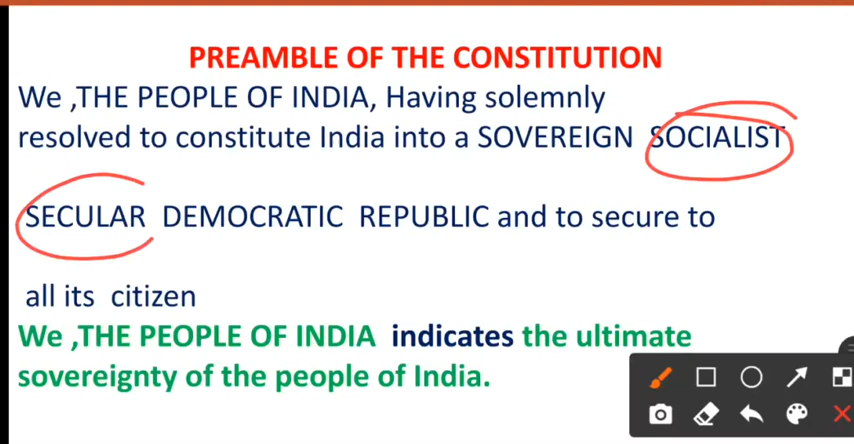 PREAMBLE OF THE CONSTITUTION
We ,THE PEOPLE OF INDIA, Having solemnly
resolved to constitute India into a SOVEREIGN SOCIALIST
SECULAR DEMOCRATIC REPUBLIC and to secure to
all its citizen
We ,THE PEOPLE OF INDIA indicates the ultimate
sovereignty of the people of India.